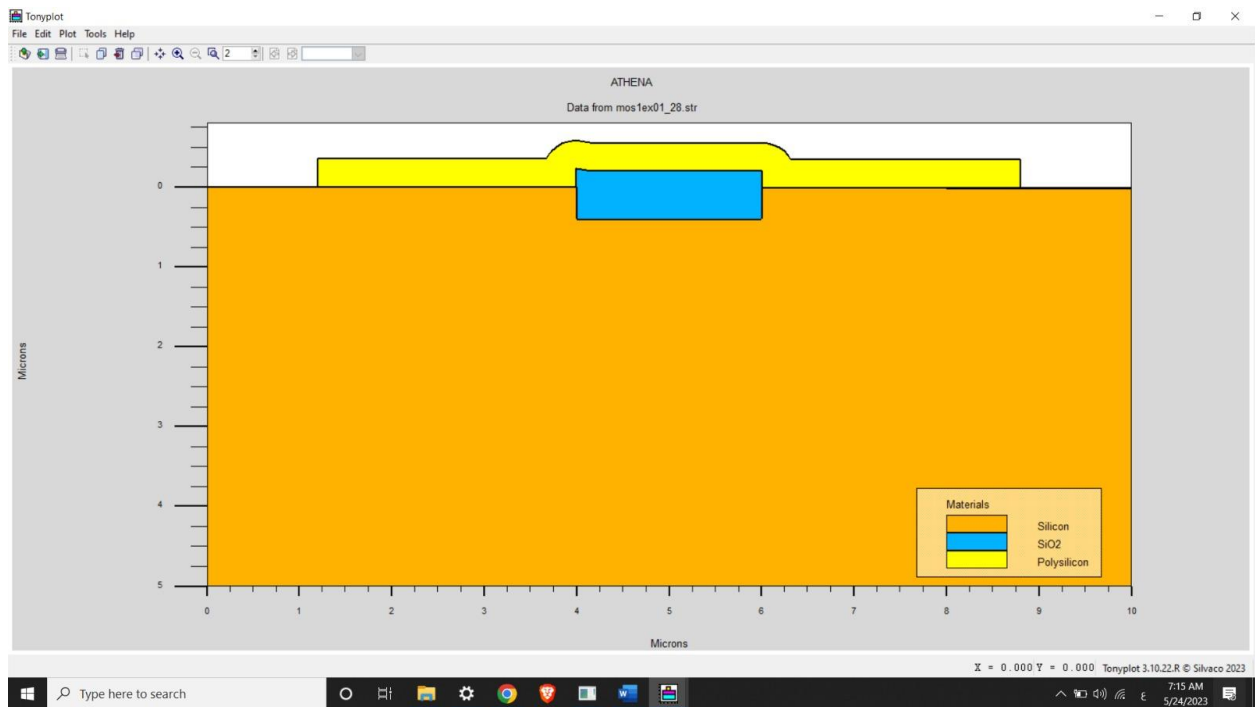 Tonyplot
File Edit Plot Tools Help
2
ATHENA
Data from mos1ex01_28.str
0
1
2
3
4
5
Microns
Materials
Silicon
SiO2
Polysilicon
0 1 2 3 4 5 6 7 8 9 10
Microns
X = 0.000 Y = 0.000 Tonyplot 3.10.22.R © Silvaco 2023
Type here to search
ع
7:15 AM
5/24/2023